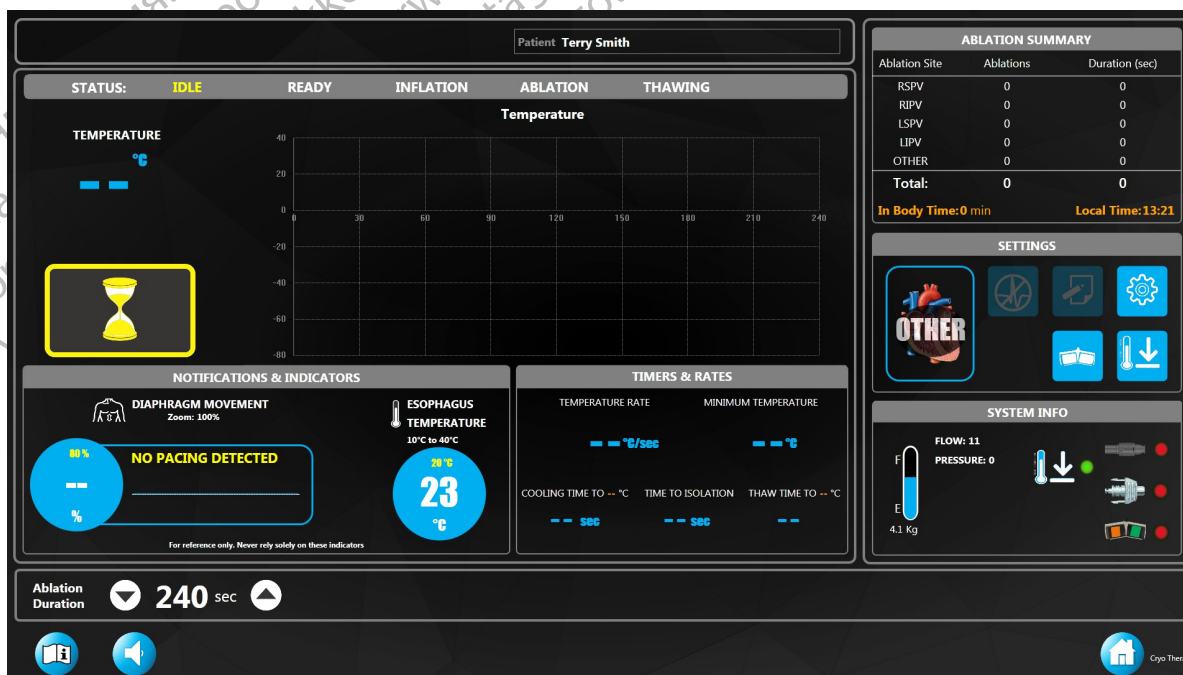 Patient Terry Smith
STATUS: IDLE READY INFLATION ABLATION THAWING
Temperature
TEMPERATURE
°C
-- --
40
20
0
0 30 60 90 120 150 180 210 240
-20
-40
-60
-80
NOTIFICATIONS & INDICATORS
DIAPHRAGM MOVEMENT
Zoom: 100%
80 %
--
%
NO PACING DETECTED
ESOPHAGUS
TEMPERATURE
10°C to 40°C
20 °C
23
°C
For reference only. Never rely solely on these indicators
TIMERS & RATES
TEMPERATURE RATE MINIMUM TEMPERATURE
-- °C/sec -- °C
COOLING TIME TO -- °C TIME TO ISOLATION THAW TIME TO -- °C
-- sec -- sec --
ABLATION SUMMARY
Ablation Site Ablations Duration (sec)
RSPV 0 0
RIPV 0 0
LSPV 0 0
LIPV 0 0
OTHER 0 0
Total: 0 0
In Body Time:0 min Local Time:13:21
SETTINGS
OTHER
SYSTEM INFO
FLOW: 11
PRESSURE: 0
F
E
4.1 Kg
Ablation
Duration
240 sec
i
Cryo Ther